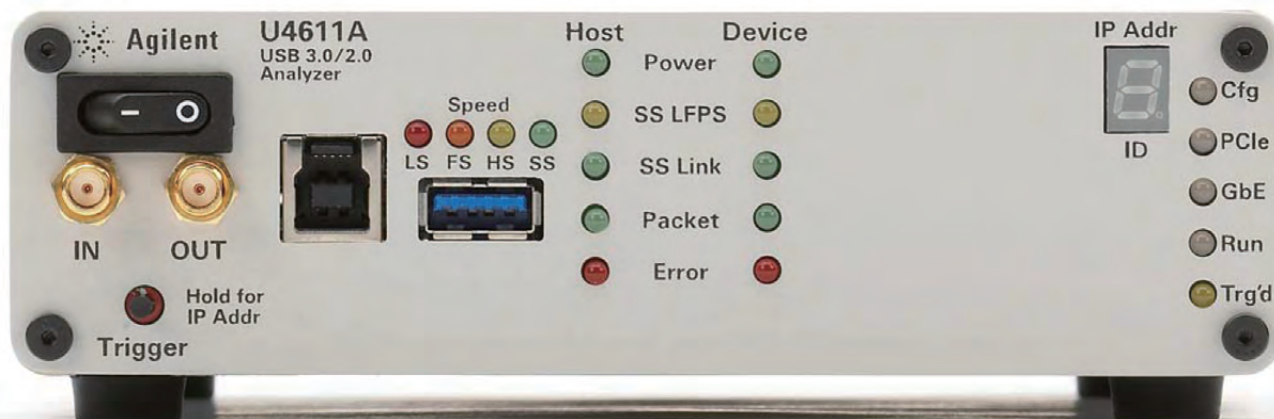 Agilent
U4611A
USB 3.0/2.0
Analyzer
IN
OUT
Hold for
IP Addr
Trigger
Speed
LS FS HS SS
Host Device
Power
SS LFPS
SS Link
Packet
Error
IP Addr
ID
Cfg
PCIe
GbE
Run
Trg'd